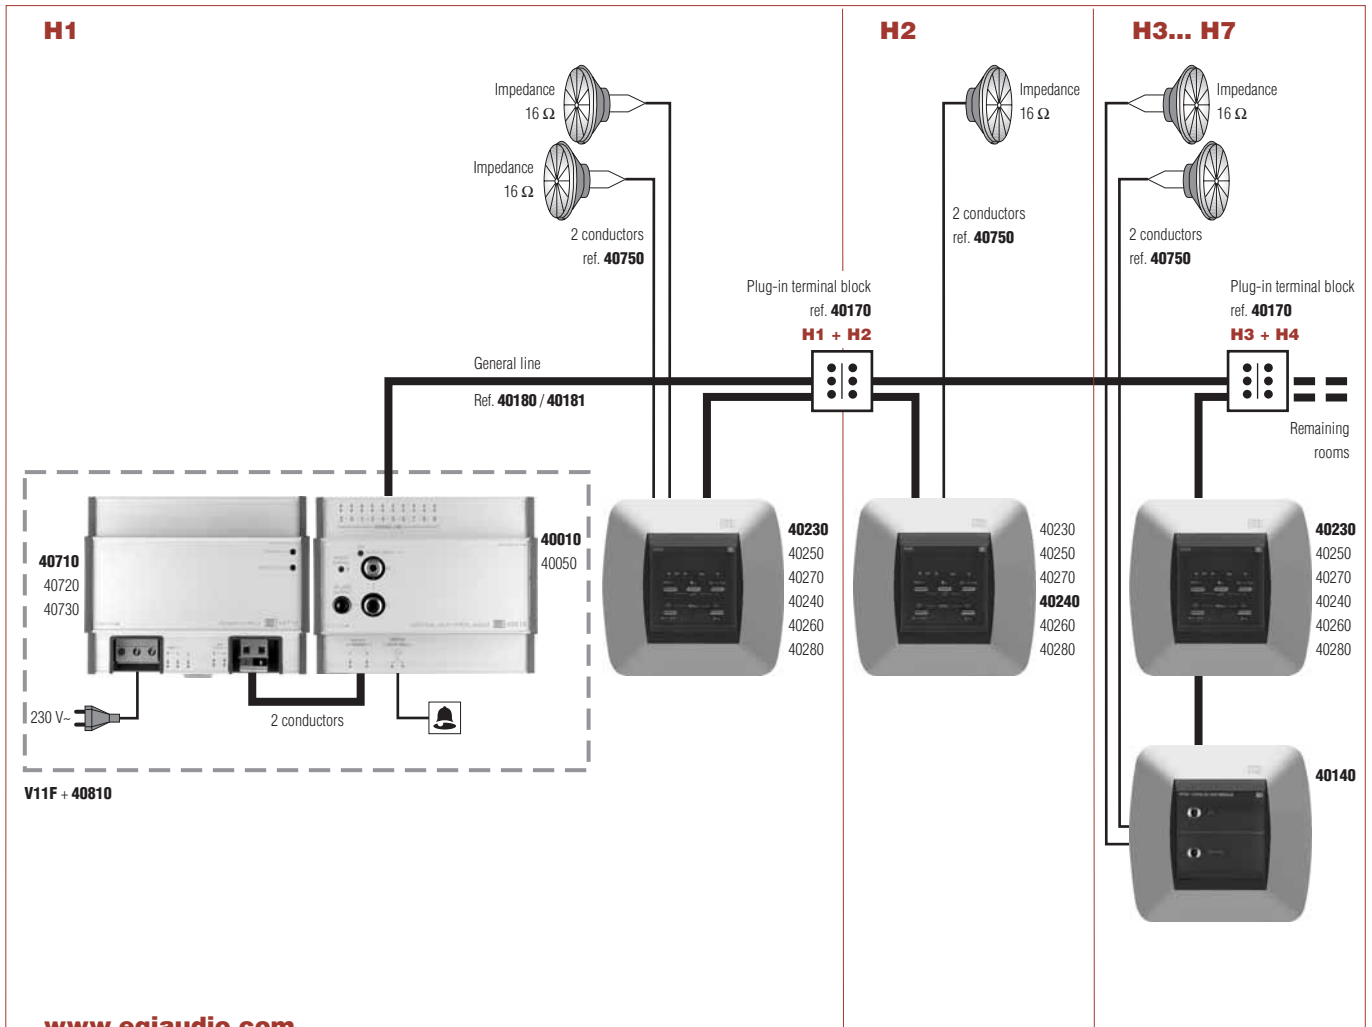 H1
H2
H3... H7
Impedance
16 Ω
Impedance
16 Ω
2 conductors
ref. 40750
Impedance
16 Ω
2 conductors
ref. 40750
Impedance
16 Ω
2 conductors
ref. 40750
Plug-in terminal block
ref. 40170
H1 + H2
Plug-in terminal block
ref. 40170
H3 + H4
General line
Ref. 40180 / 40181
Remaining
rooms
40710
40720
40730
40010
40050
230 V~
2 conductors
V11F + 40810
40230
40250
40270
40240
40260
40280
40230
40250
40270
40240
40260
40280
40230
40250
40270
40240
40260
40280
40140
www.egiaudio.com